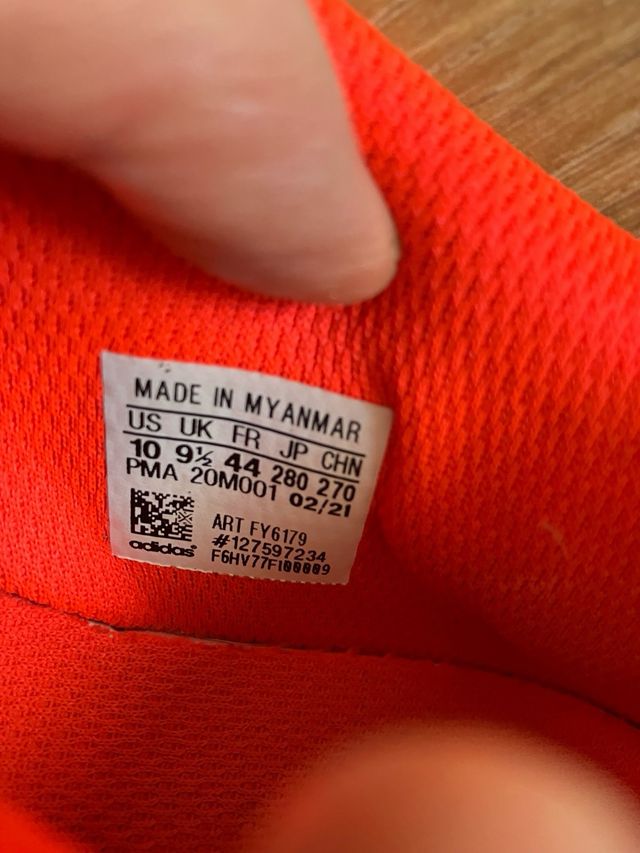 MADE IN MYANMAR
US UK FR JP CHN
10 9½ 44 280 270
PMA 20M001 02/21
ART FY6179
#127597234
adidas F6HV77FI00009